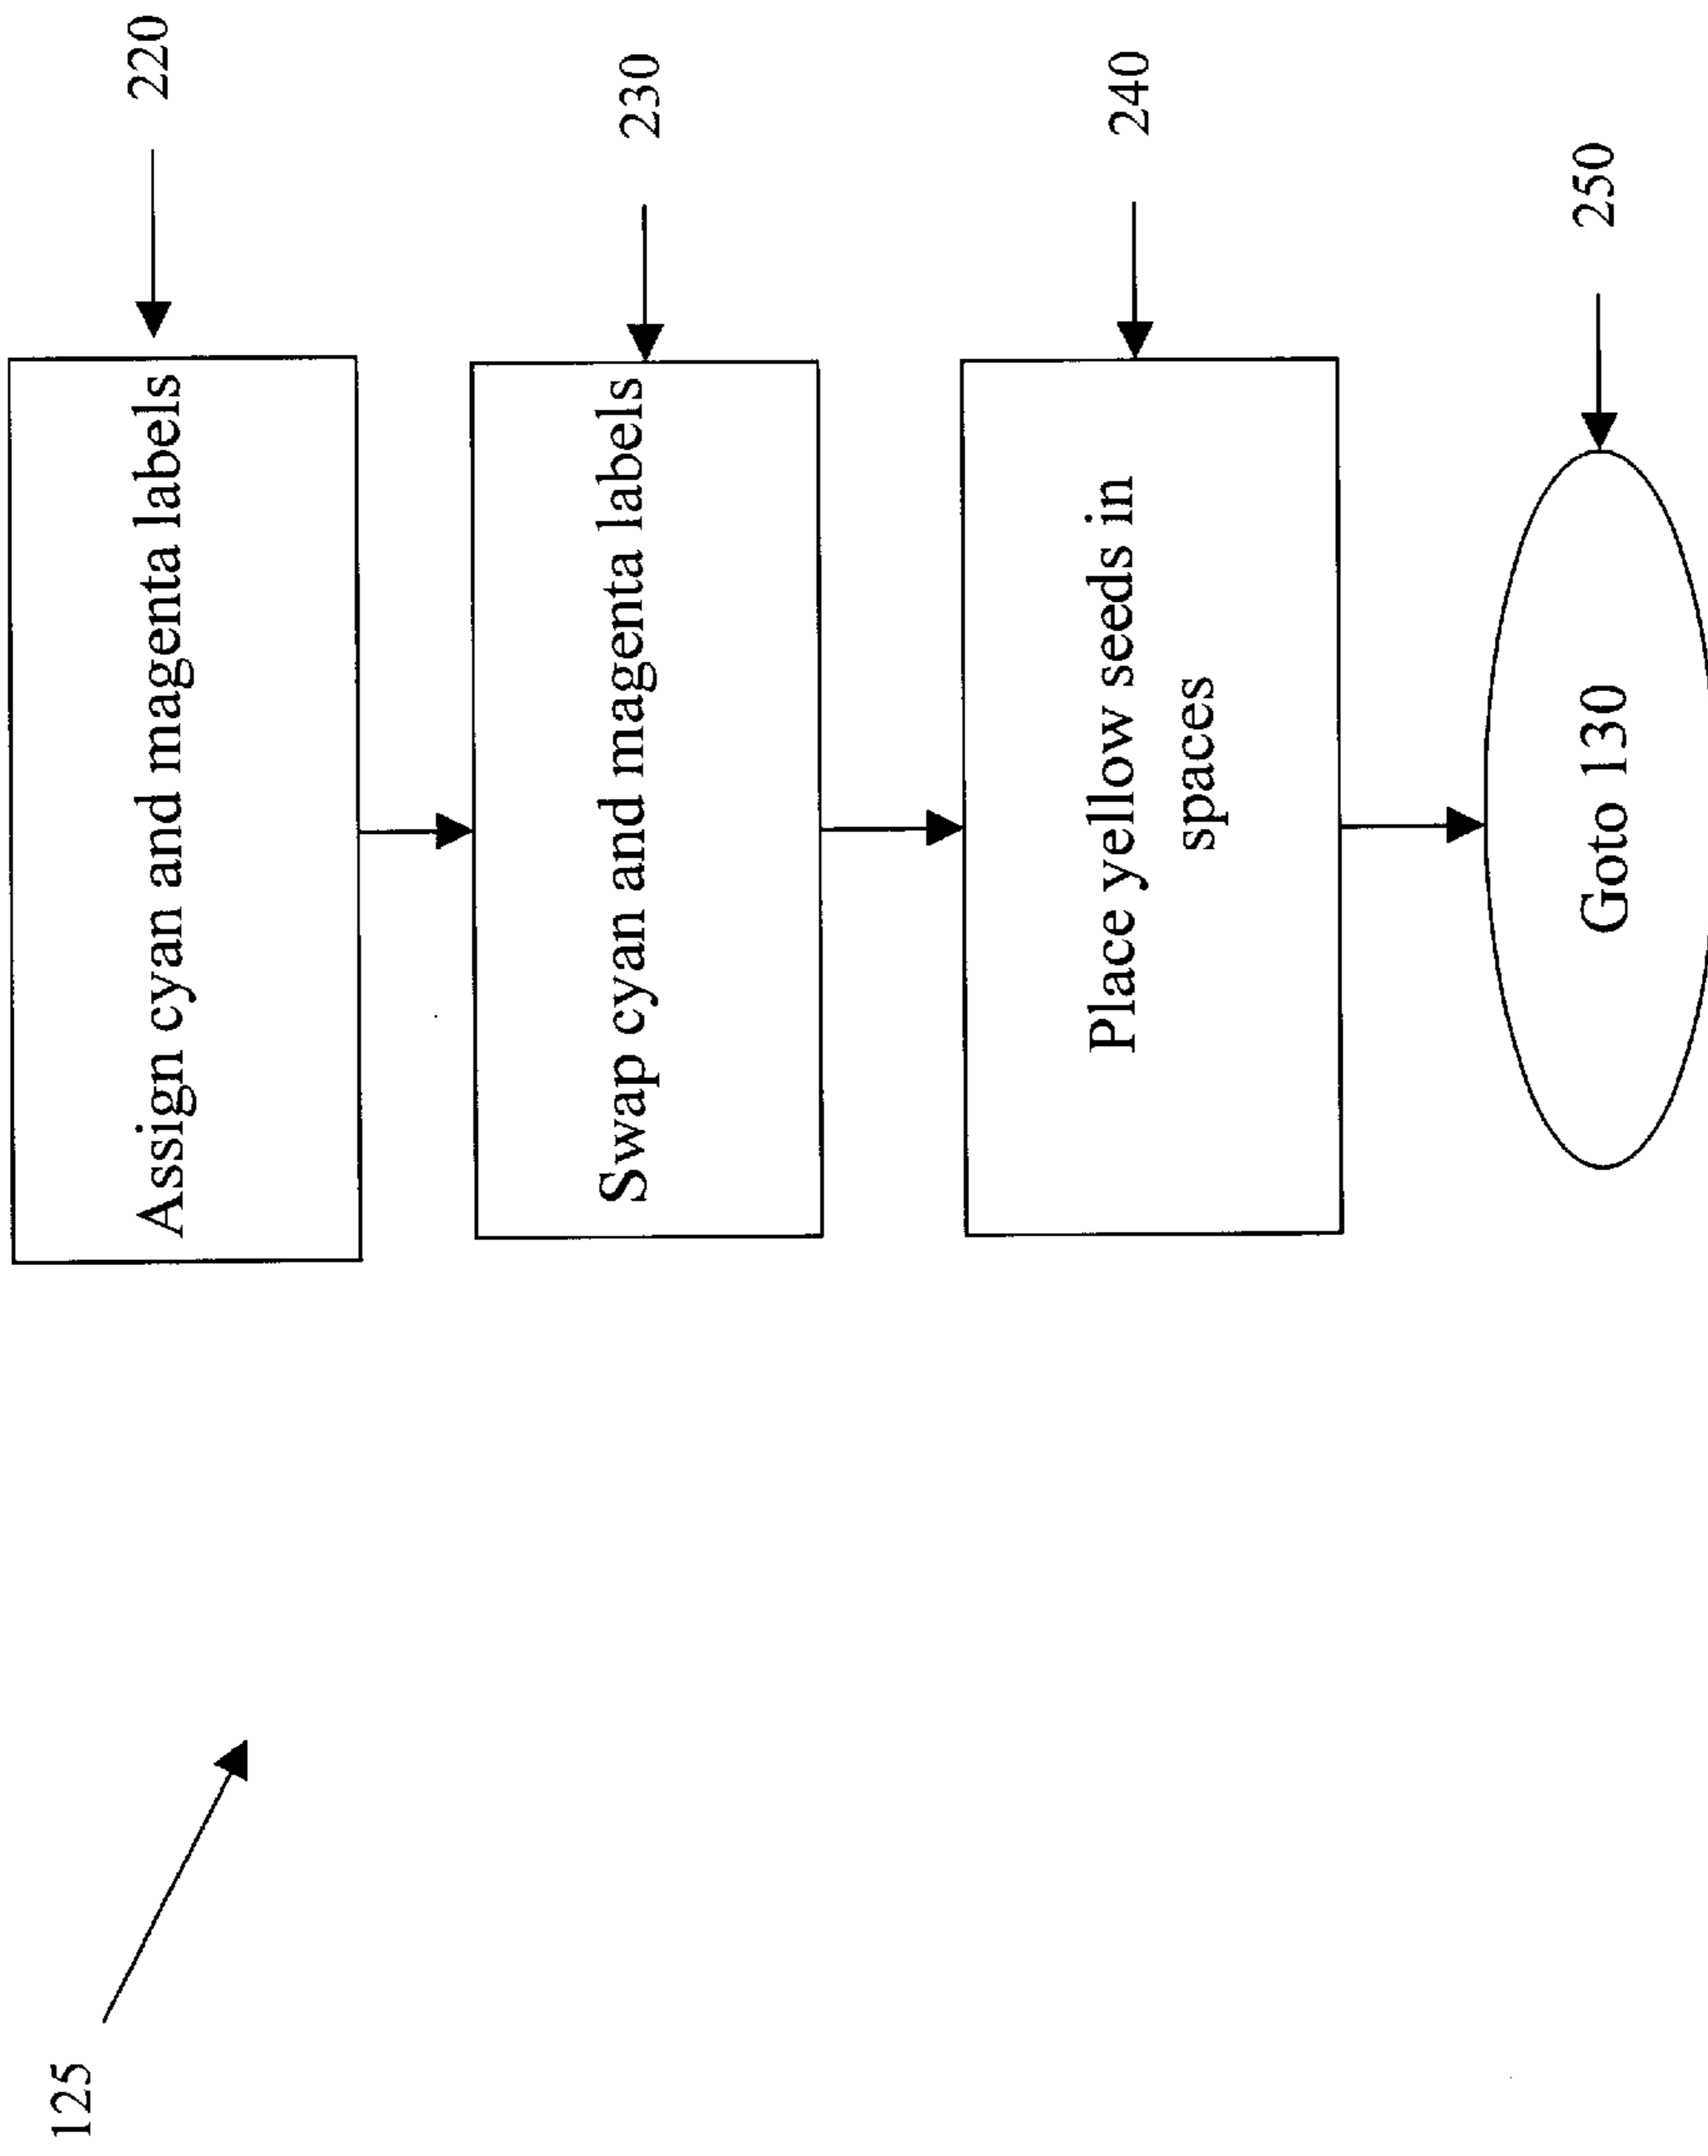 125
Assign cyan and magenta labels
220
Swap cyan and magenta labels
230
Place yellow seeds in
spaces
240
Goto 130
250